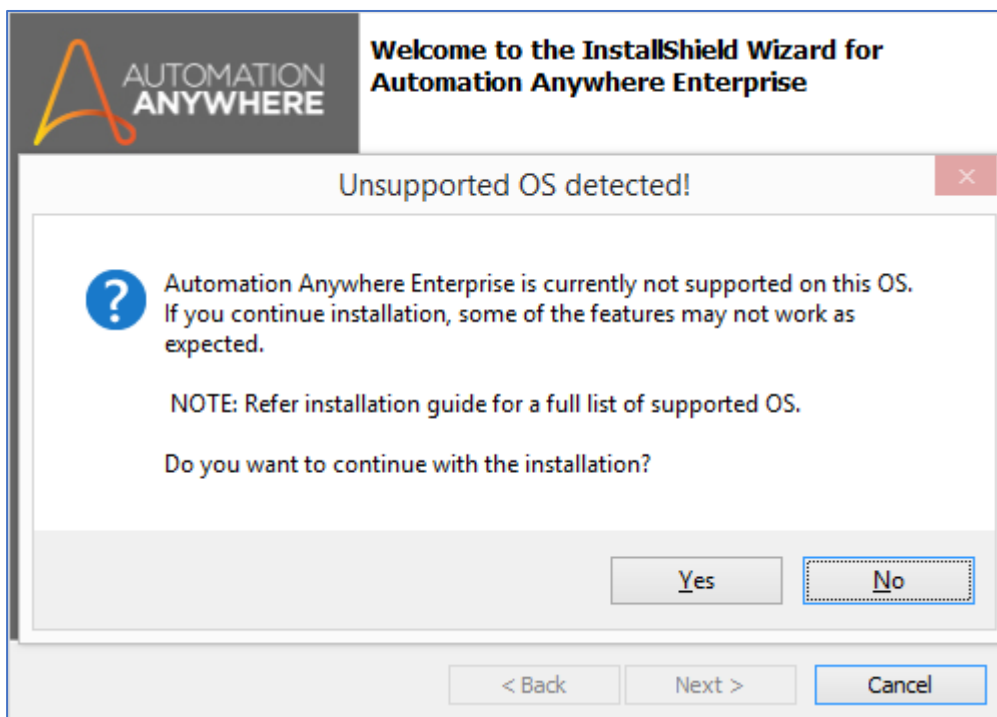 AUTOMATION
ANYWHERE
Welcome to the InstallShield Wizard for
Automation Anywhere Enterprise
Unsupported OS detected!
Automation Anywhere Enterprise is currently not supported on this OS.
If you continue installation, some of the features may not work as
expected.
NOTE: Refer installation guide for a full list of supported OS.
Do you want to continue with the installation?
Yes No
< Back Next > Cancel